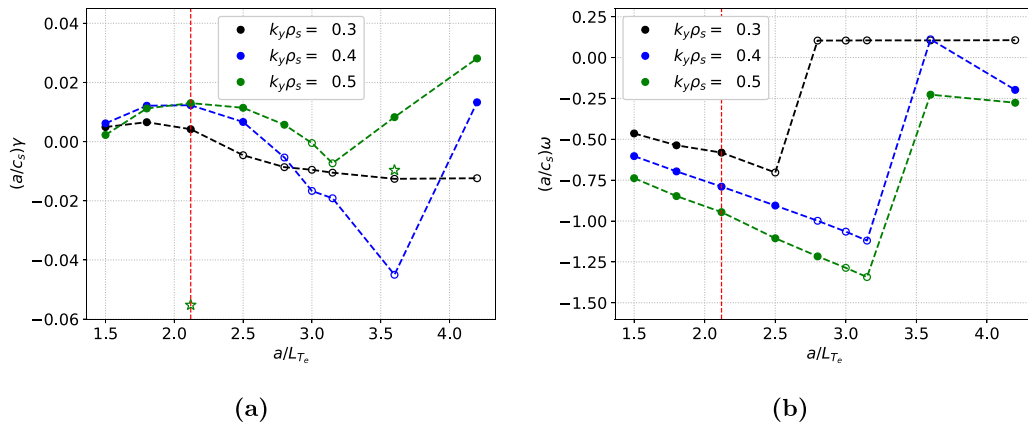 0.04
0.02
0.00
−0.02
−0.04
−0.06
(a/c_s)γ
k_yρ_s = 0.3
k_yρ_s = 0.4
k_yρ_s = 0.5
1.5 2.0 2.5 3.0 3.5 4.0
a/L_{T_e}
(a)
0.25
0.00
−0.25
−0.50
−0.75
−1.00
−1.25
−1.50
(a/c_s)ω
k_yρ_s = 0.3
k_yρ_s = 0.4
k_yρ_s = 0.5
1.5 2.0 2.5 3.0 3.5 4.0
a/L_{T_e}
(b)